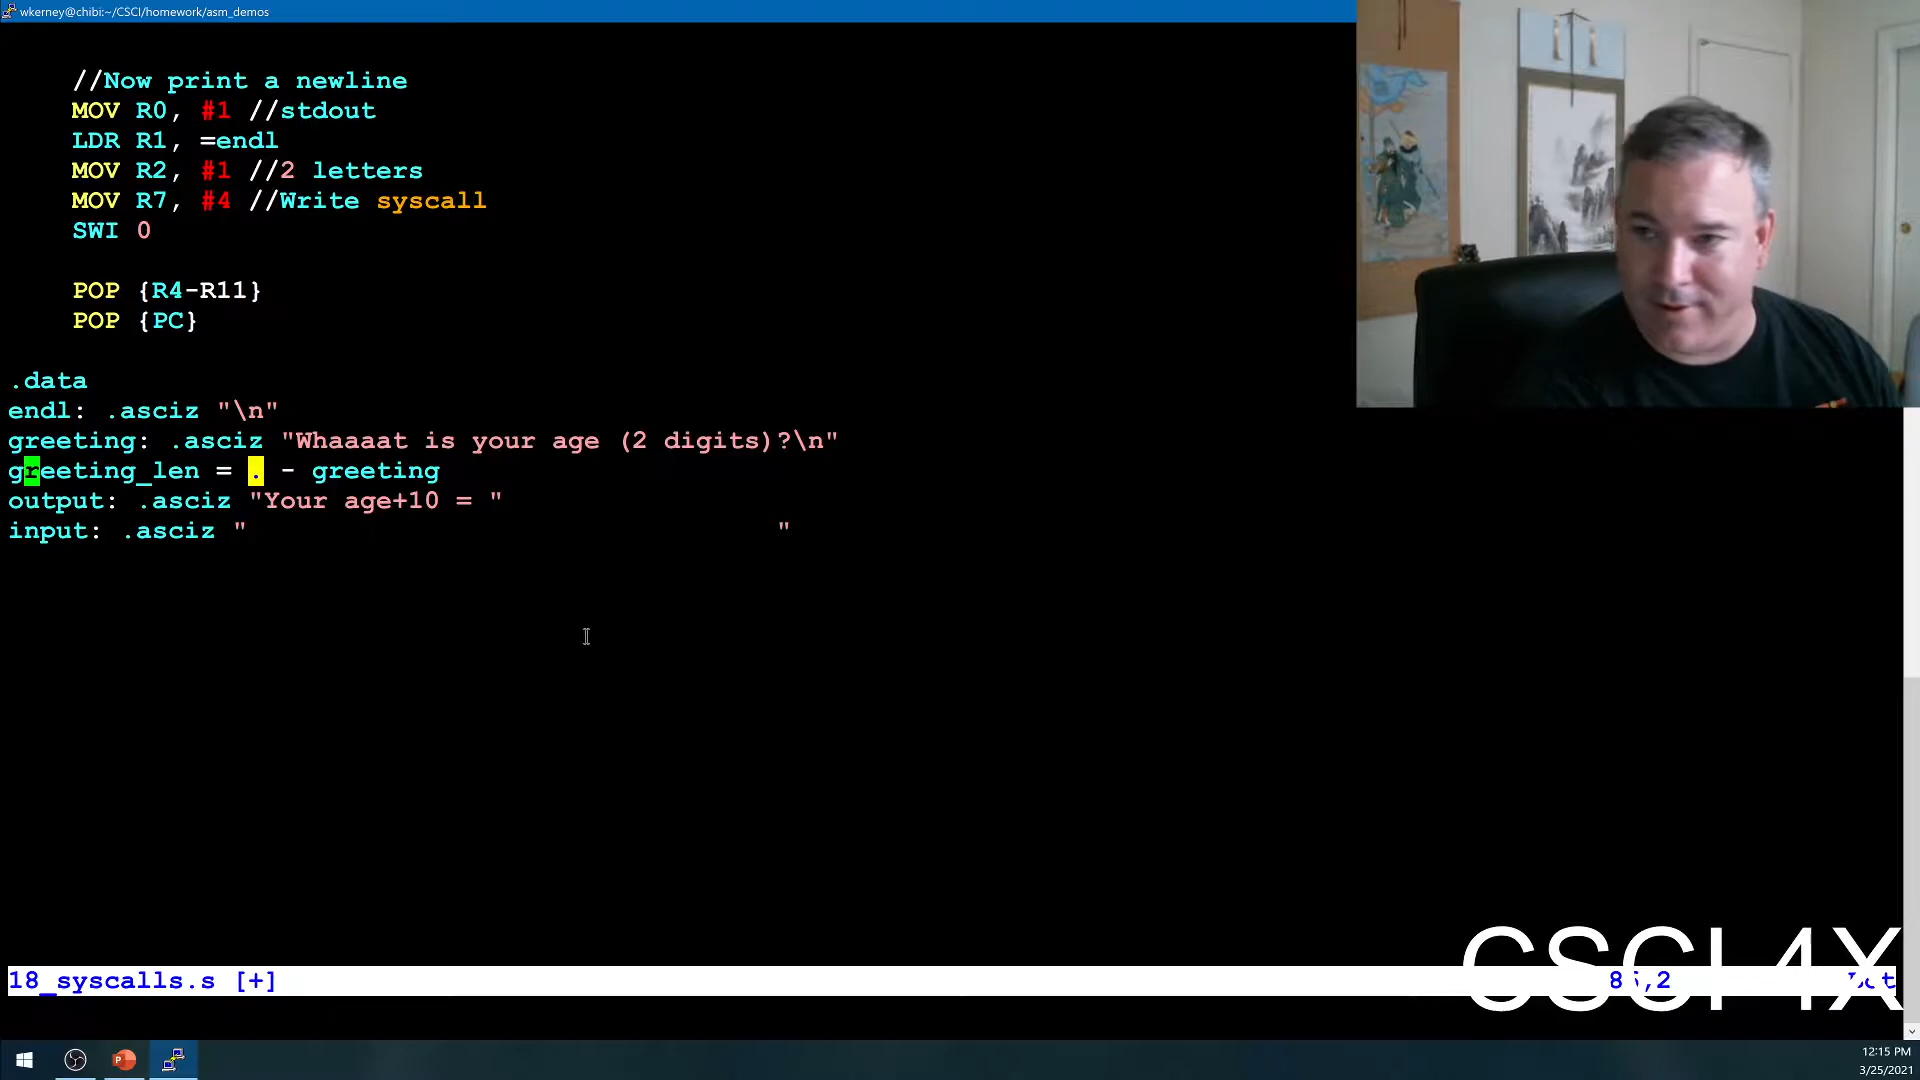 wkerney@chibi:~/CSCI/homework/asm_demos
//Now print a newline
MOV R0, #1 //stdout
LDR R1, =endl
MOV R2, #1 //2 letters
MOV R7, #4 //Write syscall
SWI 0
POP {R4-R11}
POP {PC}
.data
endl: .asciz "\n"
greeting: .asciz "Whaaaat is your age (2 digits)?\n"
greeting_len = . - greeting
output: .asciz "Your age+10 = "
input: .asciz "                                 "
CSCI 4X
18_syscalls.s [+]
12:15 PM
3/25/2021